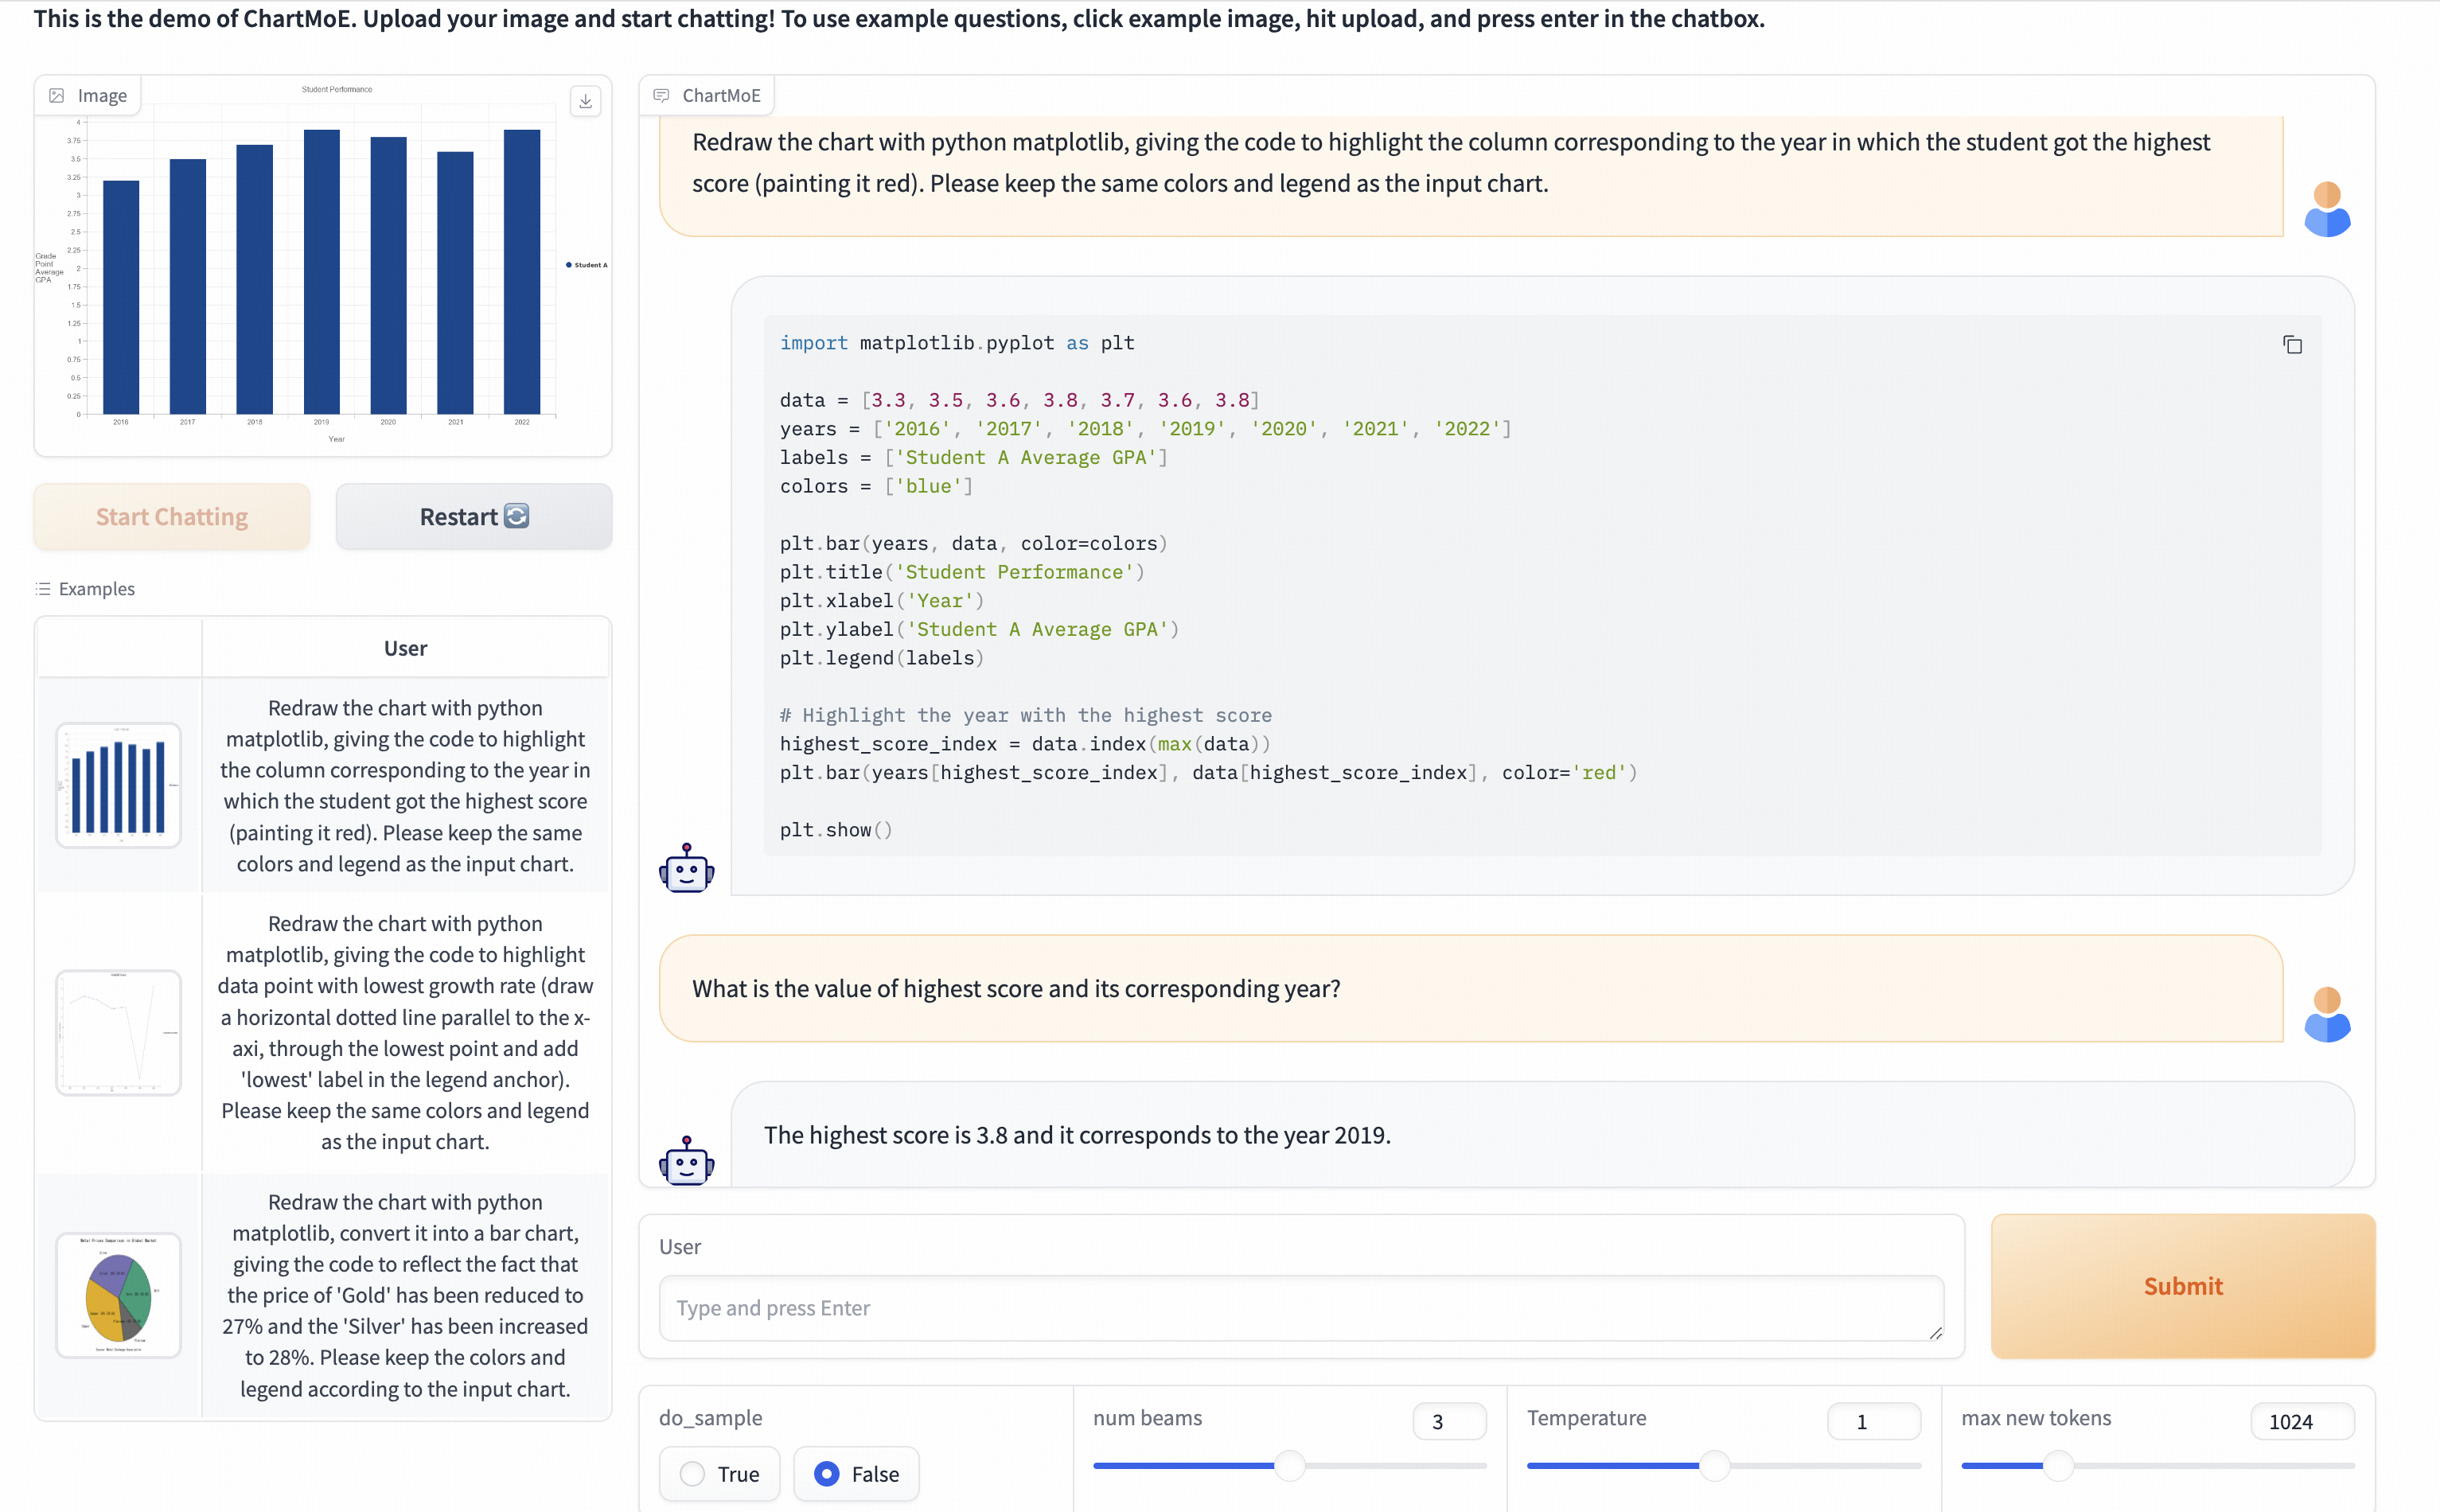 This is the demo of ChartMoE. Upload your image and start chatting! To use example questions, click example image, hit upload, and press enter in the chatbox.
Image
Student Performance
4
3.75
3.5
3.25
3
2.75
2.5
2.25
2
1.75
1.5
1.25
1
0.75
0.5
0.25
0
Grade
Point
Average
GPA
2016 2017 2018 2019 2020 2021 2022
Year
Student A
Start Chatting
Restart
Examples
User
Redraw the chart with python
matplotlib, giving the code to highlight
the column corresponding to the year in
which the student got the highest score
(painting it red). Please keep the same
colors and legend as the input chart.
Redraw the chart with python
matplotlib, giving the code to highlight
data point with lowest growth rate (draw
a horizontal dotted line parallel to the x-
axi, through the lowest point and add
'lowest' label in the legend anchor).
Please keep the same colors and legend
as the input chart.
Metal Prices Comparison in Global Market
Redraw the chart with python
matplotlib, convert it into a bar chart,
giving the code to reflect the fact that
the price of 'Gold' has been reduced to
27% and the 'Silver' has been increased
to 28%. Please keep the colors and
legend according to the input chart.
ChartMoE
Redraw the chart with python matplotlib, giving the code to highlight the column corresponding to the year in which the student got the highest
score (painting it red). Please keep the same colors and legend as the input chart.
import matplotlib.pyplot as plt
data = [3.3, 3.5, 3.6, 3.8, 3.7, 3.6, 3.8]
years = ['2016', '2017', '2018', '2019', '2020', '2021', '2022']
labels = ['Student A Average GPA']
colors = ['blue']
plt.bar(years, data, color=colors)
plt.title('Student Performance')
plt.xlabel('Year')
plt.ylabel('Student A Average GPA')
plt.legend(labels)
# Highlight the year with the highest score
highest_score_index = data.index(max(data))
plt.bar(years[highest_score_index], data[highest_score_index], color='red')
plt.show()
What is the value of highest score and its corresponding year?
The highest score is 3.8 and it corresponds to the year 2019.
User
Type and press Enter
Submit
do_sample
True
False
num beams
3
Temperature
1
max new tokens
1024